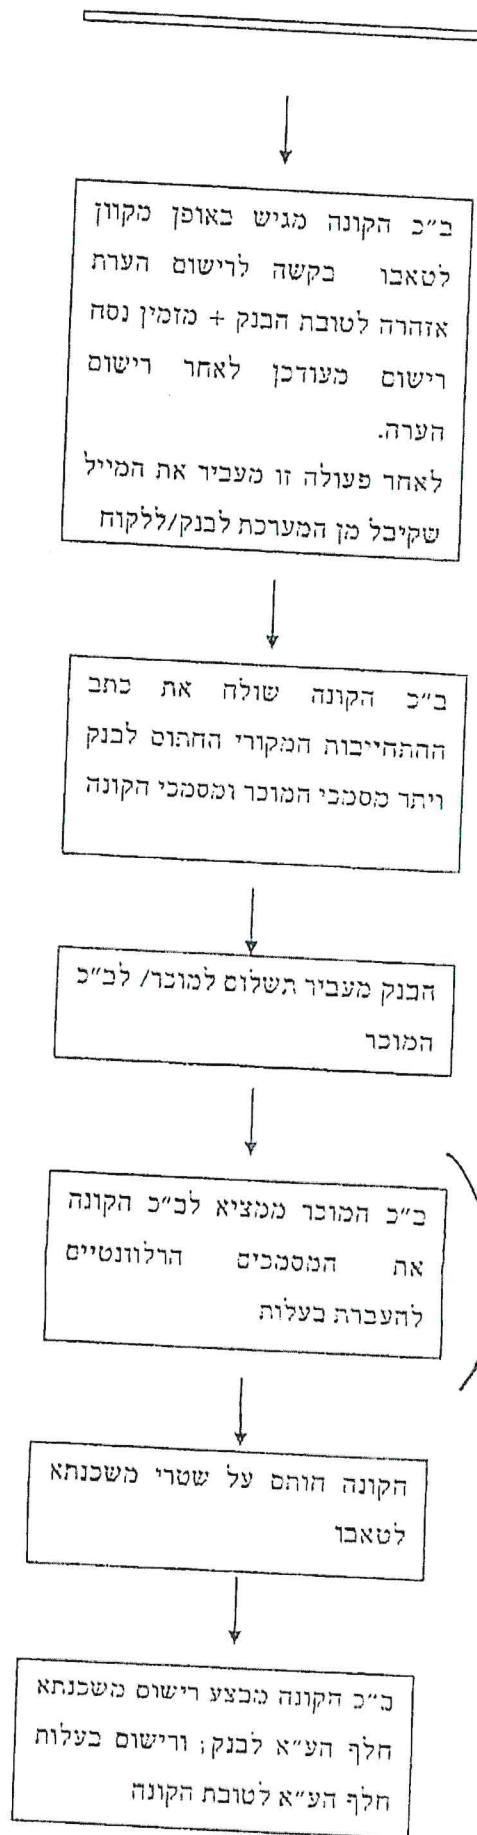 ב"כ הקונה מגיש באופן מקוון
לטאבו בקשה לרישום הערת
אזהרה לטובת הבנק + מזמין נסח
רישום מעודכן לאחר רישום
הערה.
לאחר פעולה זו מעביר את המייל
שקיבל מן המערכת לבנק/ללקוח
ב"כ הקונה שולח את כתב
ההתחייבות המקורי החתום לבנק
ויתר מסמכי המוכר ומסמכי הקונה
הבנק מעביר תשלום למוכר/ לב"כ
המוכר
ב"כ המוכר ממציא לב"כ הקונה
את המסמכים הרלוונטיים
להעברת בעלות
הקונה חותם על שטרי משכנתא
לטאבו
ב"כ הקונה מבצע רישום משכנתא
חלף הע"א לבנק; ורישום בעלות
חלף הע"א לטובת הקונה